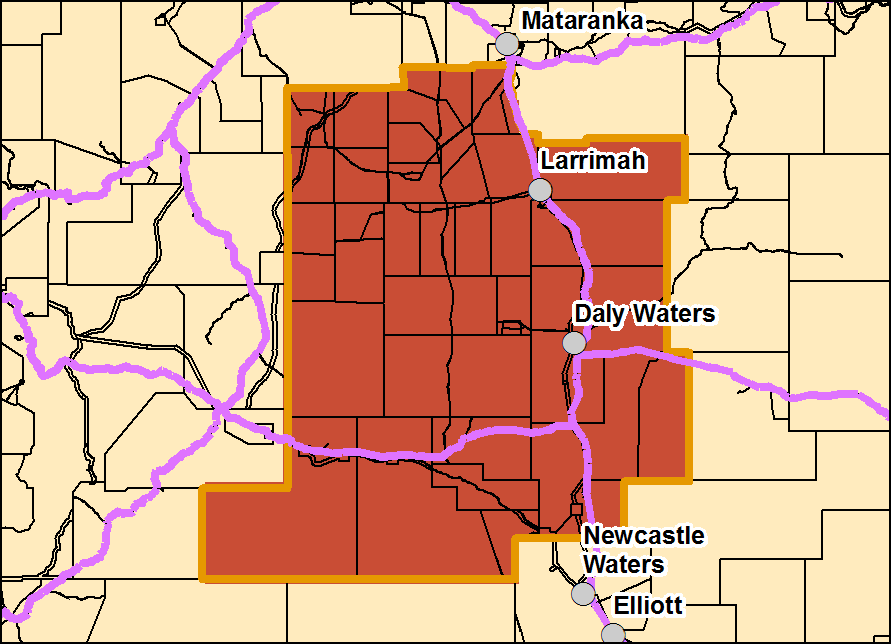 Mataranka
Larrimah
Daly Waters
Newcastle
Waters
Elliott